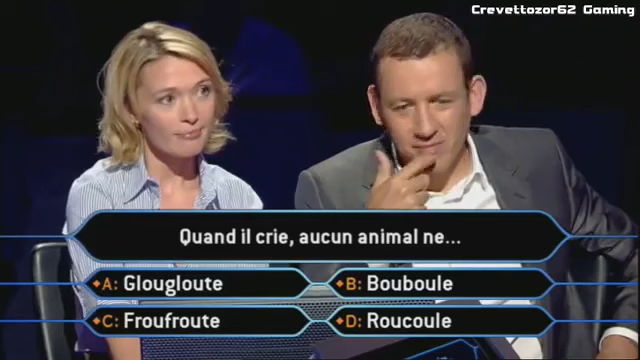 Crevettozor62 Gaming
Quand il crie, aucun animal ne...
A: Glougloute
B: Bouboule
C: Froufroute
D: Roucoule